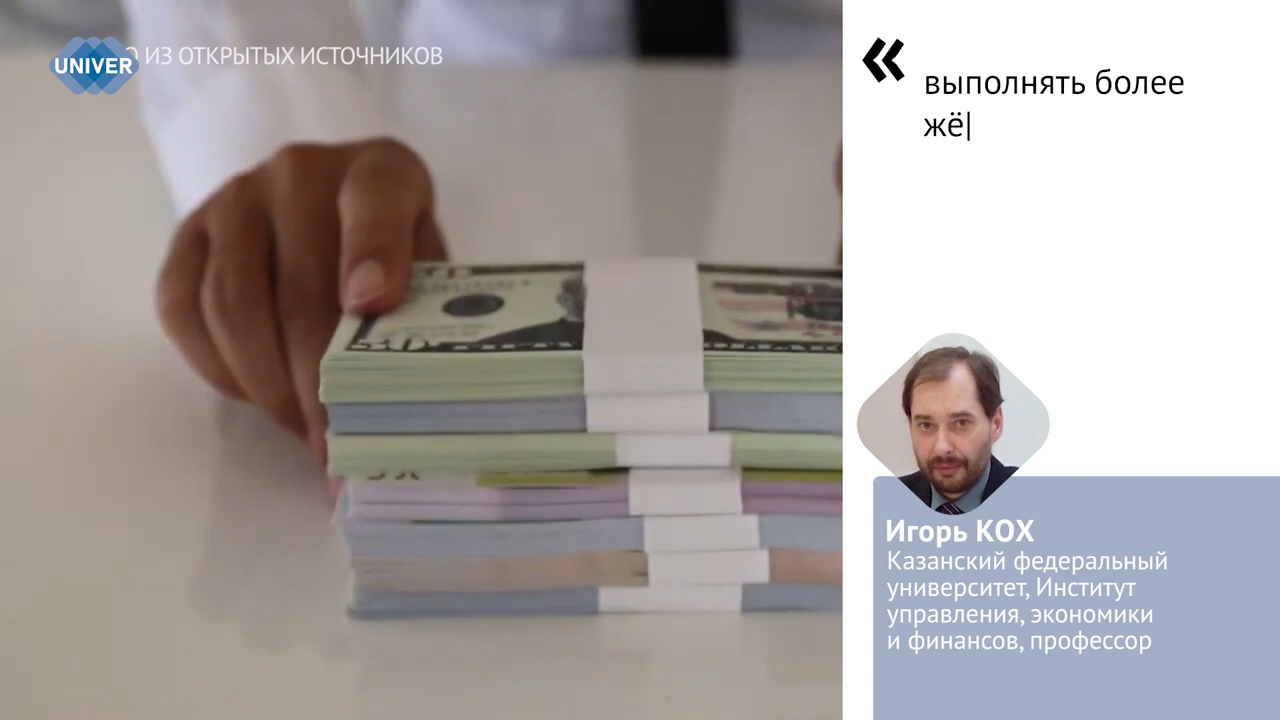 UNIVER
О ИЗ ОТКРЫТЫХ ИСТОЧНИКОВ
«
выполнять более
жё|
Игорь КОХ
Казанский федеральный
университет, Институт
управления, экономики
и финансов, профессор